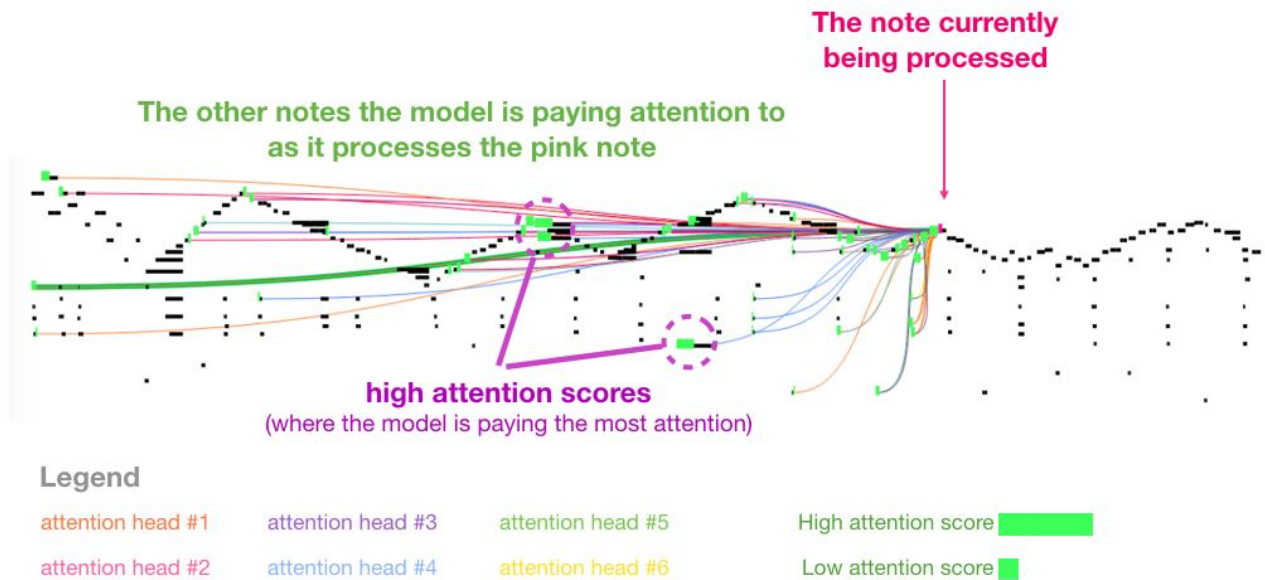 The note currently
being processed
The other notes the model is paying attention to
as it processes the pink note
high attention scores
(where the model is paying the most attention)
Legend
attention head #1
attention head #3
attention head #5
High attention score
attention head #2
attention head #4
attention head #6
Low attention score